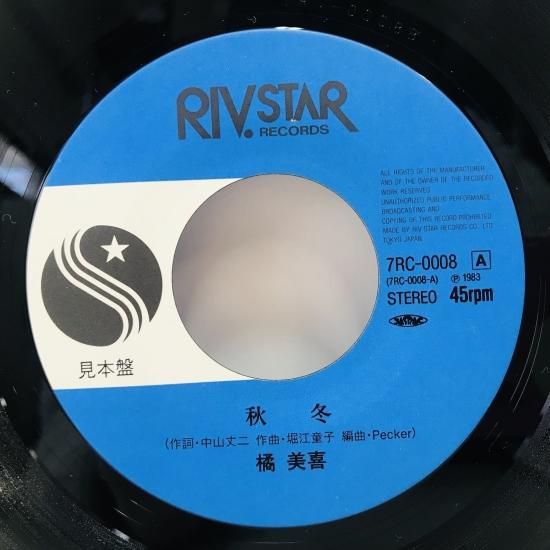 RIV.STAR
RECORDS
ALL RIGHTS OF THE MANUFACTURER
AND OF THE OWNER OF THE RECORDED
WORK RESERVED
UNAUTHORIZED PUBLIC PERFORMANCE
BROADCASTING AND
COPYING OF THIS RECORD PROHIBITED
MADE BY RIV STAR RECORDS CO., LTD
TOKYO JAPAN
7RC-0008 A
(7RC-0008-A) Ⓟ 1983
STEREO 45rpm
見本盤
秋 冬
(作詞・中山丈二 作曲・堀江童子 編曲・Pecker)
橘 美喜